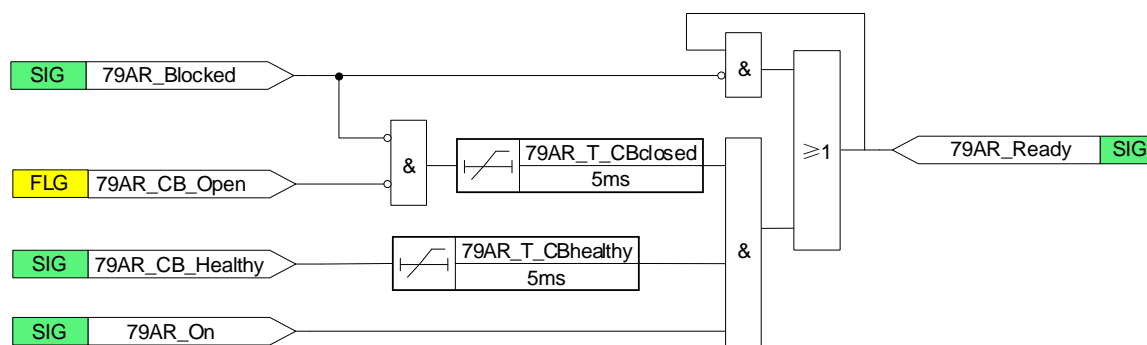 SIG 79AR_Blocked
&
79AR_T_CBclosed
5ms
&
FLG 79AR_CB_Open
≥1
79AR_Ready SIG
SIG 79AR_CB_Healthy
79AR_T_CBhealthy
5ms
&
SIG 79AR_On